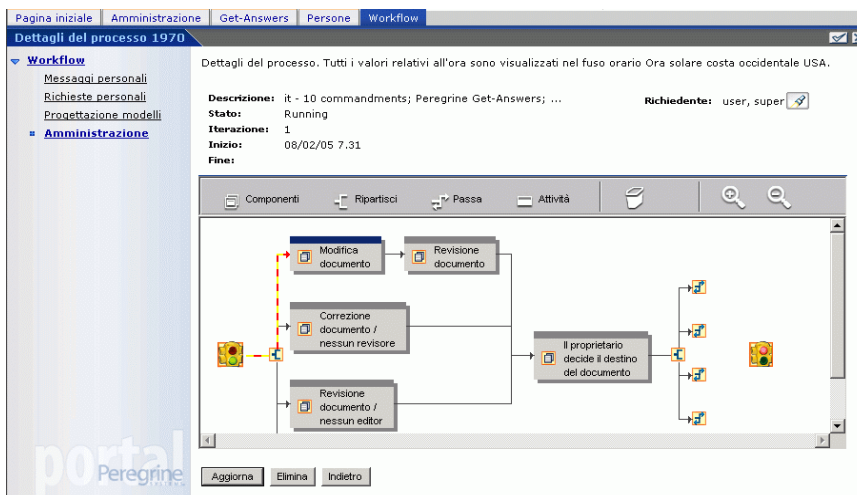 Pagina iniziale Amministrazione Get-Answers Persone Workflow
Dettagli del processo 1970
Workflow
Messaggi personali
Richieste personali
Progettazione modelli
Amministrazione
Dettagli del processo. Tutti i valori relativi all'ora sono visualizzati nel fuso orario Ora solare costa occidentale USA.
Descrizione: it - 10 commandments; Peregrine Get-Answers; ...
Richiedente: user, super
Stato: Running
Iterazione: 1
Inizio: 08/02/05 7.31
Fine:
Componenti Ripartisci Passa Attività
Modifica
documento
Revisione
documento
Correzione
documento /
nessun revisore
Il proprietario
decide il destino
del documento
Revisione
documento /
nessun editor
portal
Peregrine
Aggiorna Elimina Indietro